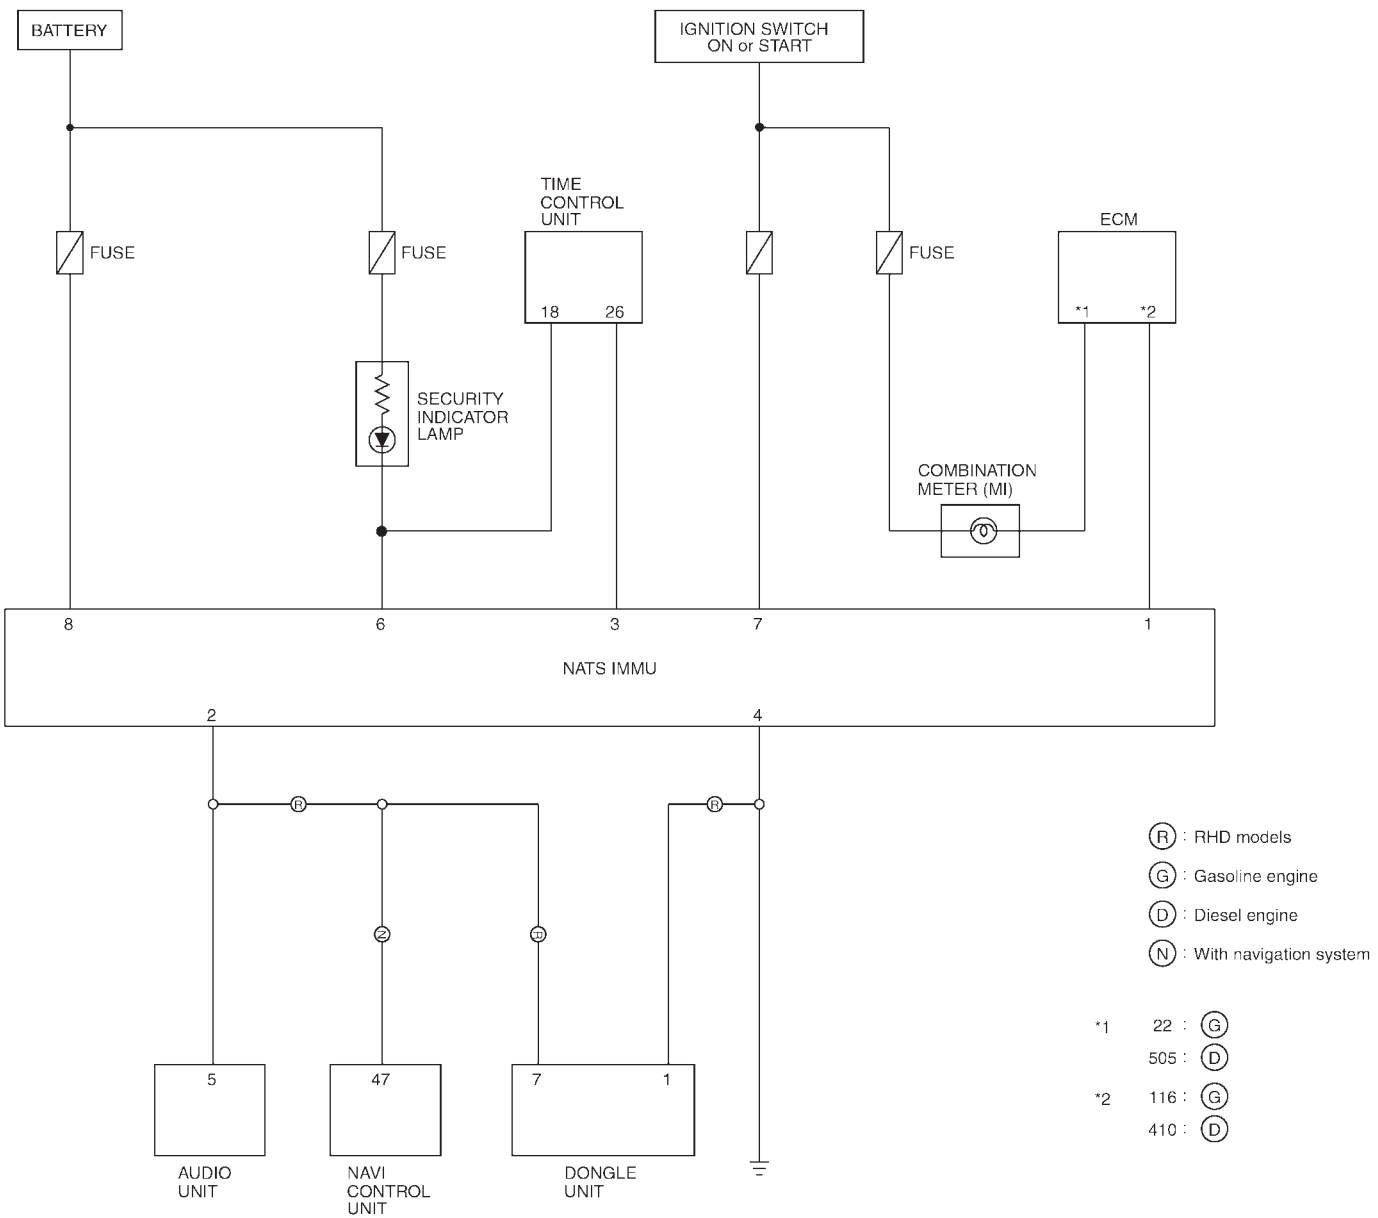 BATTERY
IGNITION SWITCH
ON or START
TIME
CONTROL
UNIT
ECM
FUSE
FUSE
FUSE
18 26
*1 *2
SECURITY
INDICATOR
LAMP
COMBINATION
METER (MI)
8 6 3 7 1
NATS IMMU
2 4
R R
N R
R : RHD models
G : Gasoline engine
D : Diesel engine
N : With navigation system
*1 22 : G
505 : D
*2 116 : G
410 : D
5 47 7 1
AUDIO
UNIT
NAVI
CONTROL
UNIT
DONGLE
UNIT